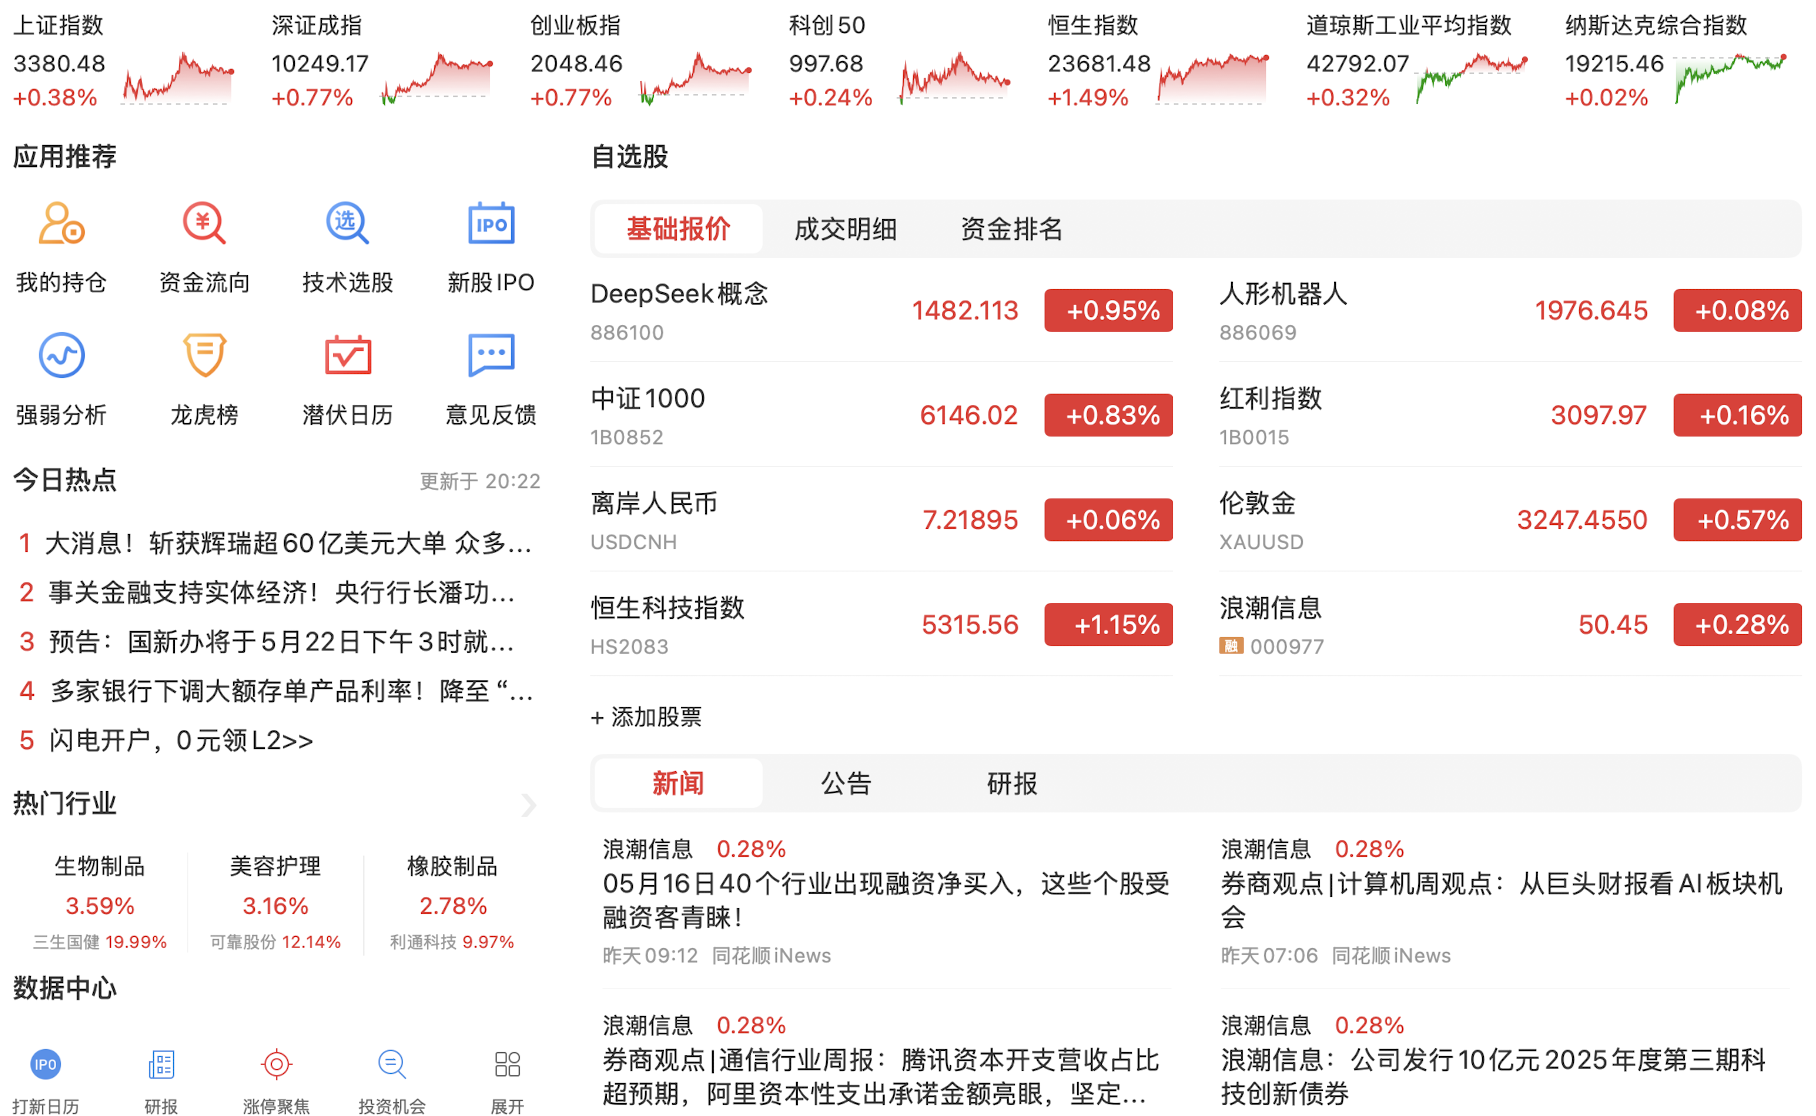 上证指数
3380.48
+0.38%
深证成指
10249.17
+0.77%
创业板指
2048.46
+0.77%
科创50
997.68
+0.24%
恒生指数
23681.48
+1.49%
道琼斯工业平均指数
42792.07
+0.32%
纳斯达克综合指数
19215.46
+0.02%
应用推荐
选
IPO
我的持仓
资金流向
技术选股
新股IPO
强弱分析
龙虎榜
潜伏日历
意见反馈
今日热点
更新于 20:22
1 大消息！斩获辉瑞超60亿美元大单 众多...
2 事关金融支持实体经济！央行行长潘功...
3 预告：国新办将于5月22日下午3时就...
4 多家银行下调大额存单产品利率！降至 “...
5 闪电开户，0元领L2>>
热门行业
生物制品
3.59%
三生国健 19.99%
美容护理
3.16%
可靠股份 12.14%
橡胶制品
2.78%
利通科技 9.97%
数据中心
IPO
打新日历
研报
涨停聚焦
投资机会
展开
自选股
基础报价
成交明细
资金排名
DeepSeek概念
886100
1482.113
+0.95%
人形机器人
886069
1976.645
+0.08%
中证1000
1B0852
6146.02
+0.83%
红利指数
1B0015
3097.97
+0.16%
离岸人民币
USDCNH
7.21895
+0.06%
伦敦金
XAUUSD
3247.4550
+0.57%
恒生科技指数
HS2083
5315.56
+1.15%
浪潮信息
融 000977
50.45
+0.28%
+ 添加股票
新闻
公告
研报
浪潮信息 0.28%
05月16日40个行业出现融资净买入，这些个股受
融资客青睐！
昨天09:12 同花顺iNews
浪潮信息 0.28%
券商观点|计算机周观点：从巨头财报看AI板块机
会
昨天07:06 同花顺iNews
浪潮信息 0.28%
券商观点|通信行业周报：腾讯资本开支营收占比
超预期，阿里资本性支出承诺金额亮眼，坚定...
浪潮信息 0.28%
浪潮信息：公司发行10亿元2025年度第三期科
技创新债券